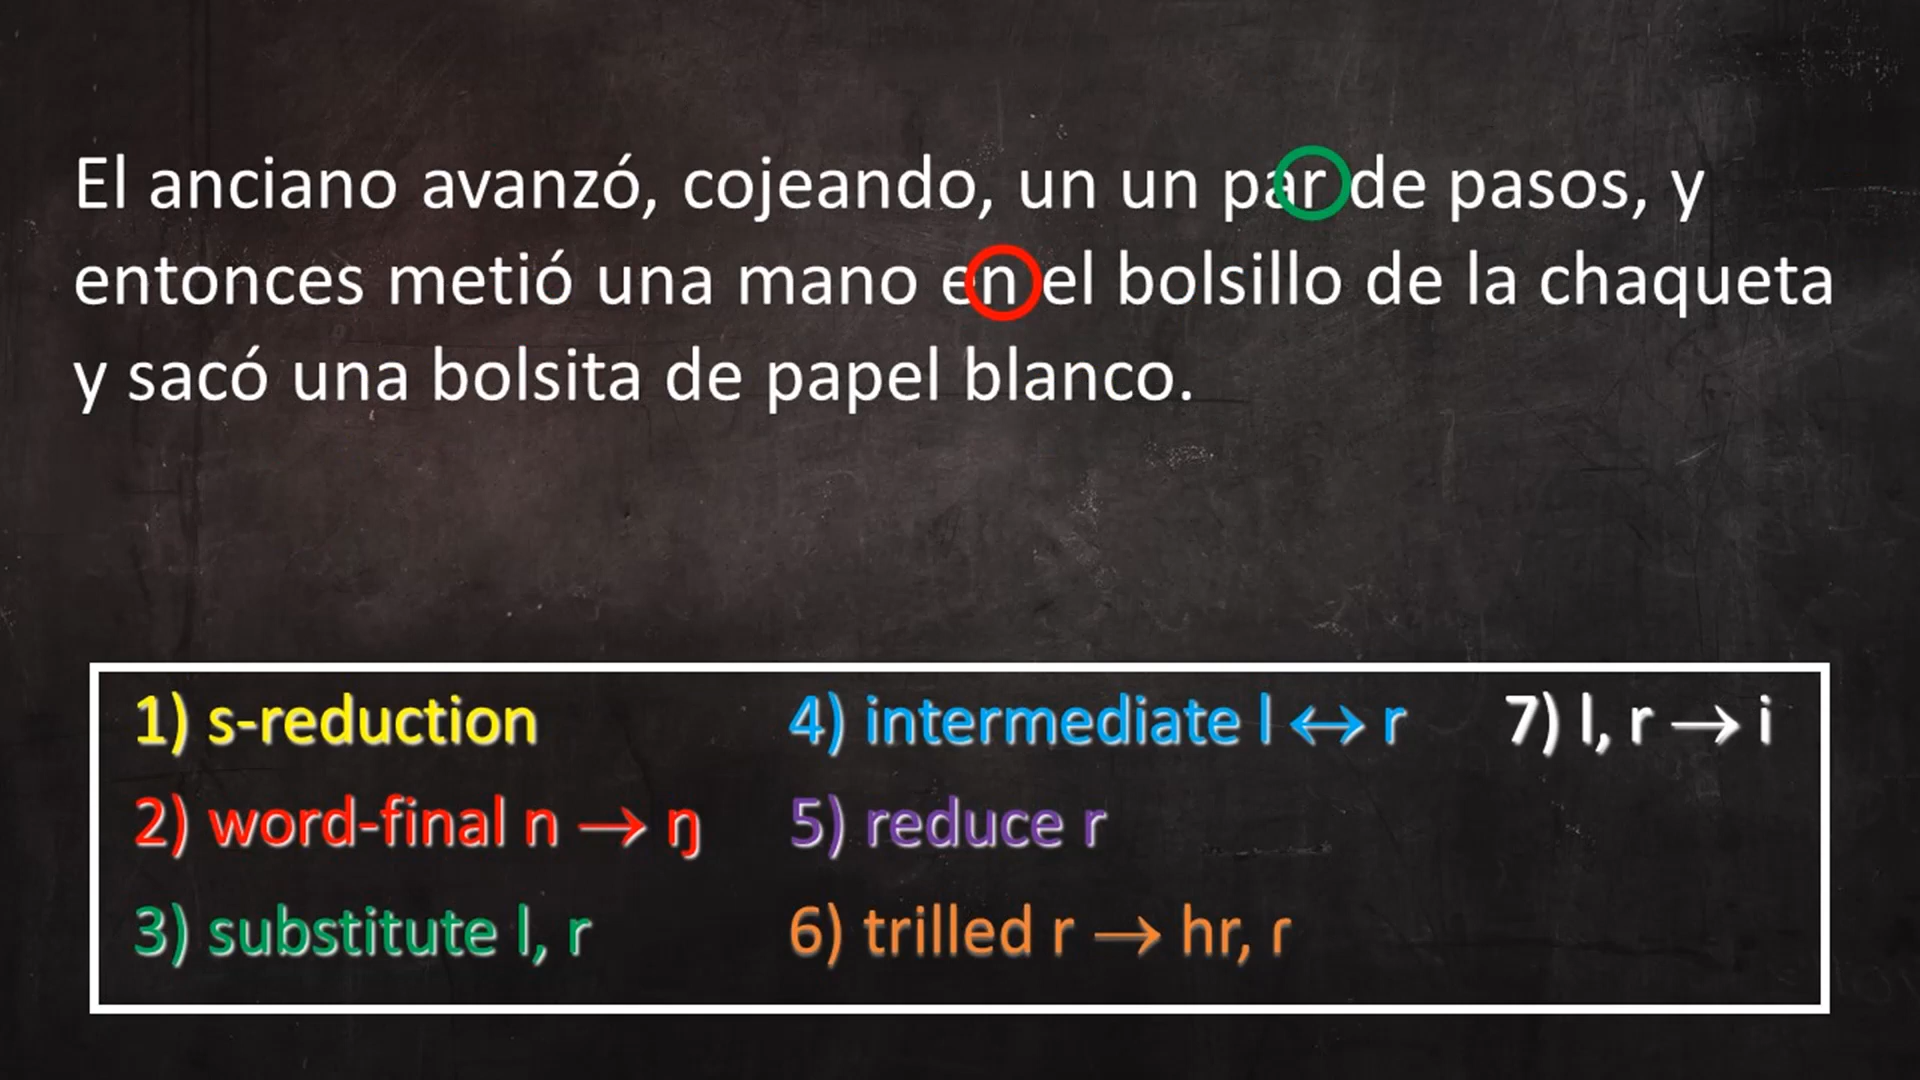 El anciano avanzó, cojeando, un un par de pasos, y
entonces metió una mano en el bolsillo de la chaqueta
y sacó una bolsita de papel blanco.
1) s-reduction
2) word-final n → ŋ
3) substitute l, r
4) intermediate l ↔ r
5) reduce r
6) trilled r → hr, ɾ
7) l, r → i